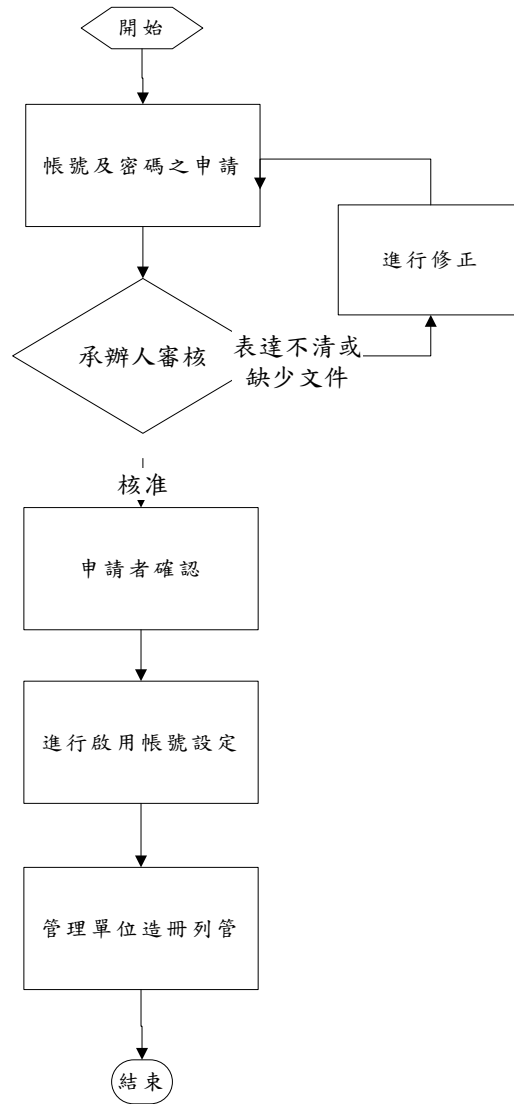 開始
帳號及密碼之申請
進行修正
承辦人審核
表達不清或
缺少文件
核准
申請者確認
進行啟用帳號設定
管理單位造冊列管
結束